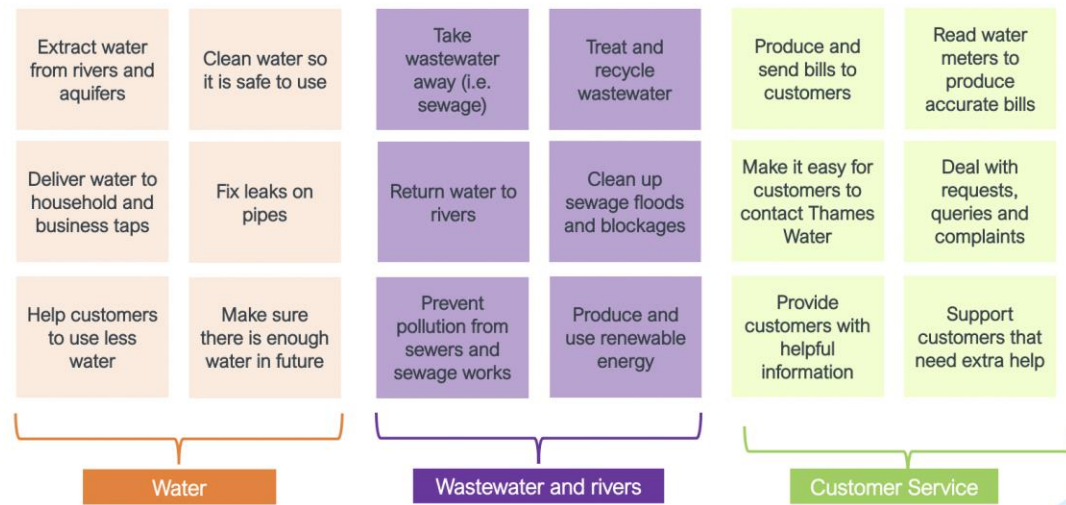 Extract water
from rivers and
aquifers
Clean water so
it is safe to use
Deliver water to
household and
business taps
Fix leaks on
pipes
Help customers
to use less
water
Make sure
there is enough
water in future
Water
Take
wastewater
away (i.e.
sewage)
Treat and
recycle
wastewater
Return water to
rivers
Clean up
sewage floods
and blockages
Prevent
pollution from
sewers and
sewage works
Produce and
use renewable
energy
Wastewater and rivers
Produce and
send bills to
customers
Read water
meters to
produce
accurate bills
Make it easy for
customers to
contact Thames
Water
Deal with
requests,
queries and
complaints
Provide
customers with
helpful
information
Support
customers that
need extra help
Customer Service